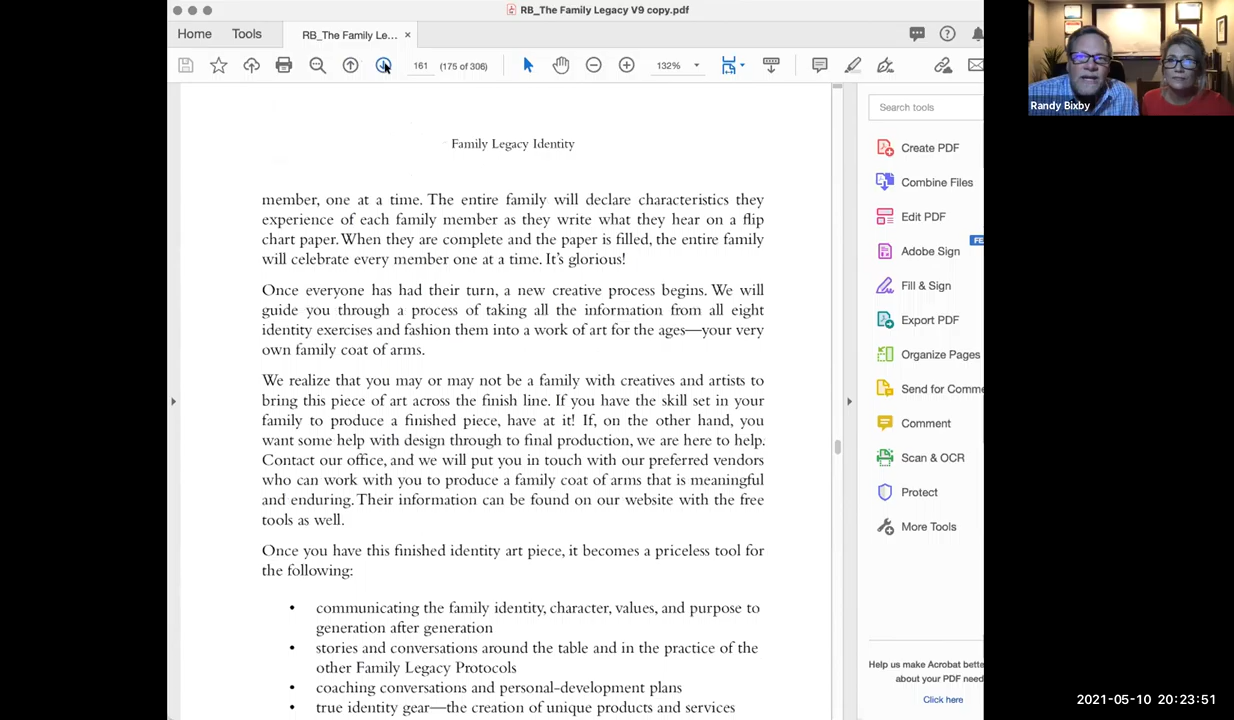 RB_The Family Legacy V9 copy.pdf
Home
Tools
RB_The Family Le... ×
161
(175 of 306)
132%
Randy Bixby
Search tools
Family Legacy Identity
member, one at a time. The entire family will declare characteristics they
experience of each family member as they write what they hear on a flip
chart paper. When they are complete and the paper is filled, the entire family
will celebrate every member one at a time. It's glorious!
Once everyone has had their turn, a new creative process begins. We will
guide you through a process of taking all the information from all eight
identity exercises and fashion them into a work of art for the ages—your very
own family coat of arms.
We realize that you may or may not be a family with creatives and artists to
bring this piece of art across the finish line. If you have the skill set in your
family to produce a finished piece, have at it! If, on the other hand, you
want some help with design through to final production, we are here to help.
Contact our office, and we will put you in touch with our preferred vendors
who can work with you to produce a family coat of arms that is meaningful
and enduring. Their information can be found on our website with the free
tools as well.
Once you have this finished identity art piece, it becomes a priceless tool for
the following:
• communicating the family identity, character, values, and purpose to
generation after generation
• stories and conversations around the table and in the practice of the
other Family Legacy Protocols
• coaching conversations and personal-development plans
• true identity gear—the creation of unique products and services
Create PDF
Combine Files
Edit PDF
FE
Adobe Sign
Fill & Sign
Export PDF
Organize Pages
Send for Comme
Comment
Scan & OCR
Protect
More Tools
Help us make Acrobat bette
about your PDF need
Click here
2021-05-10 20:23:51